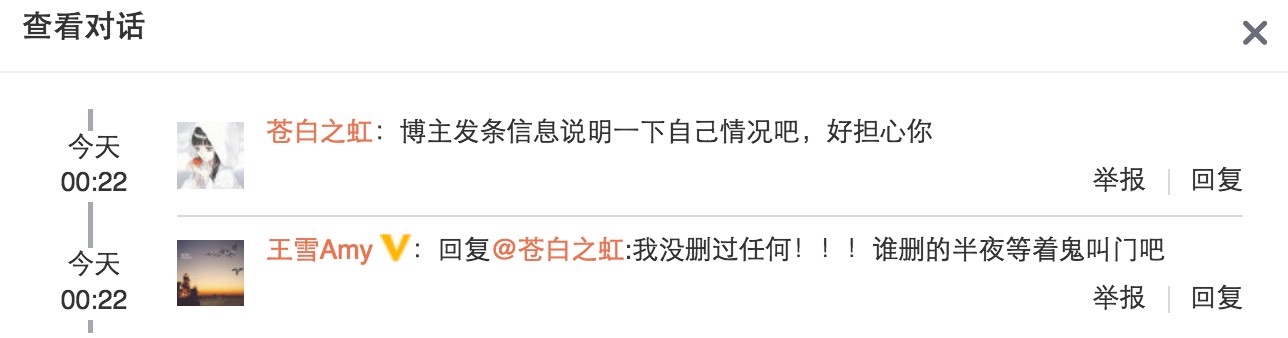 查看对话
今天
00:22
苍白之虹：博主发条信息说明一下自己情况吧，好担心你
举报 | 回复
今天
00:22
王雪Amy V：回复@苍白之虹:我没删过任何！！！谁删的半夜等着鬼叫门吧
举报 | 回复